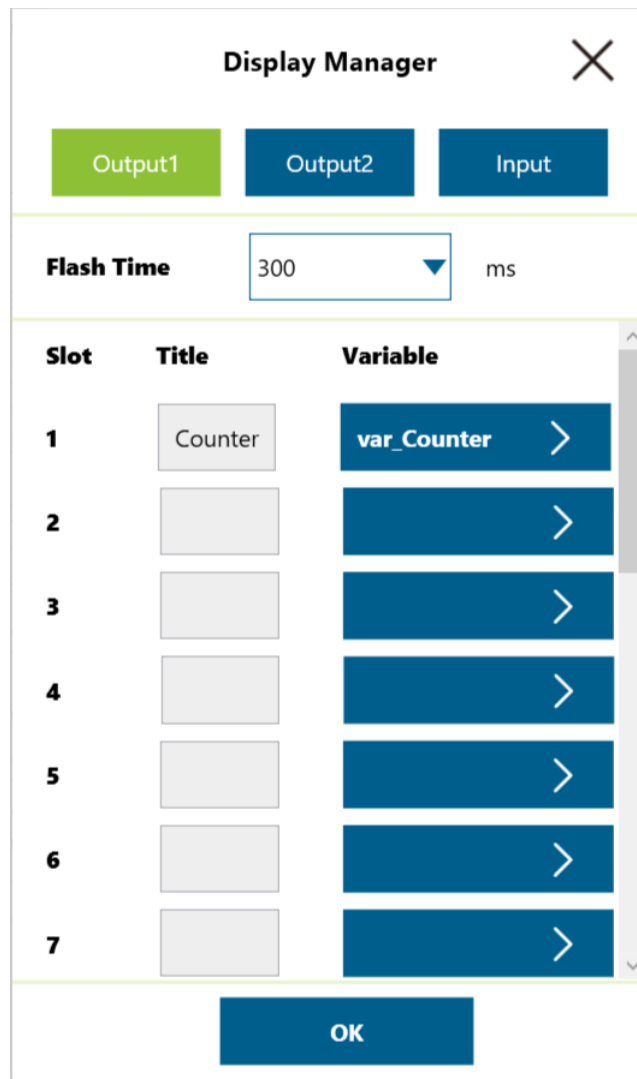 Display Manager
Output1 Output2 Input
Flash Time 300 ms
Slot Title Variable
1 Counter var_Counter
2
3
4
5
6
7
OK